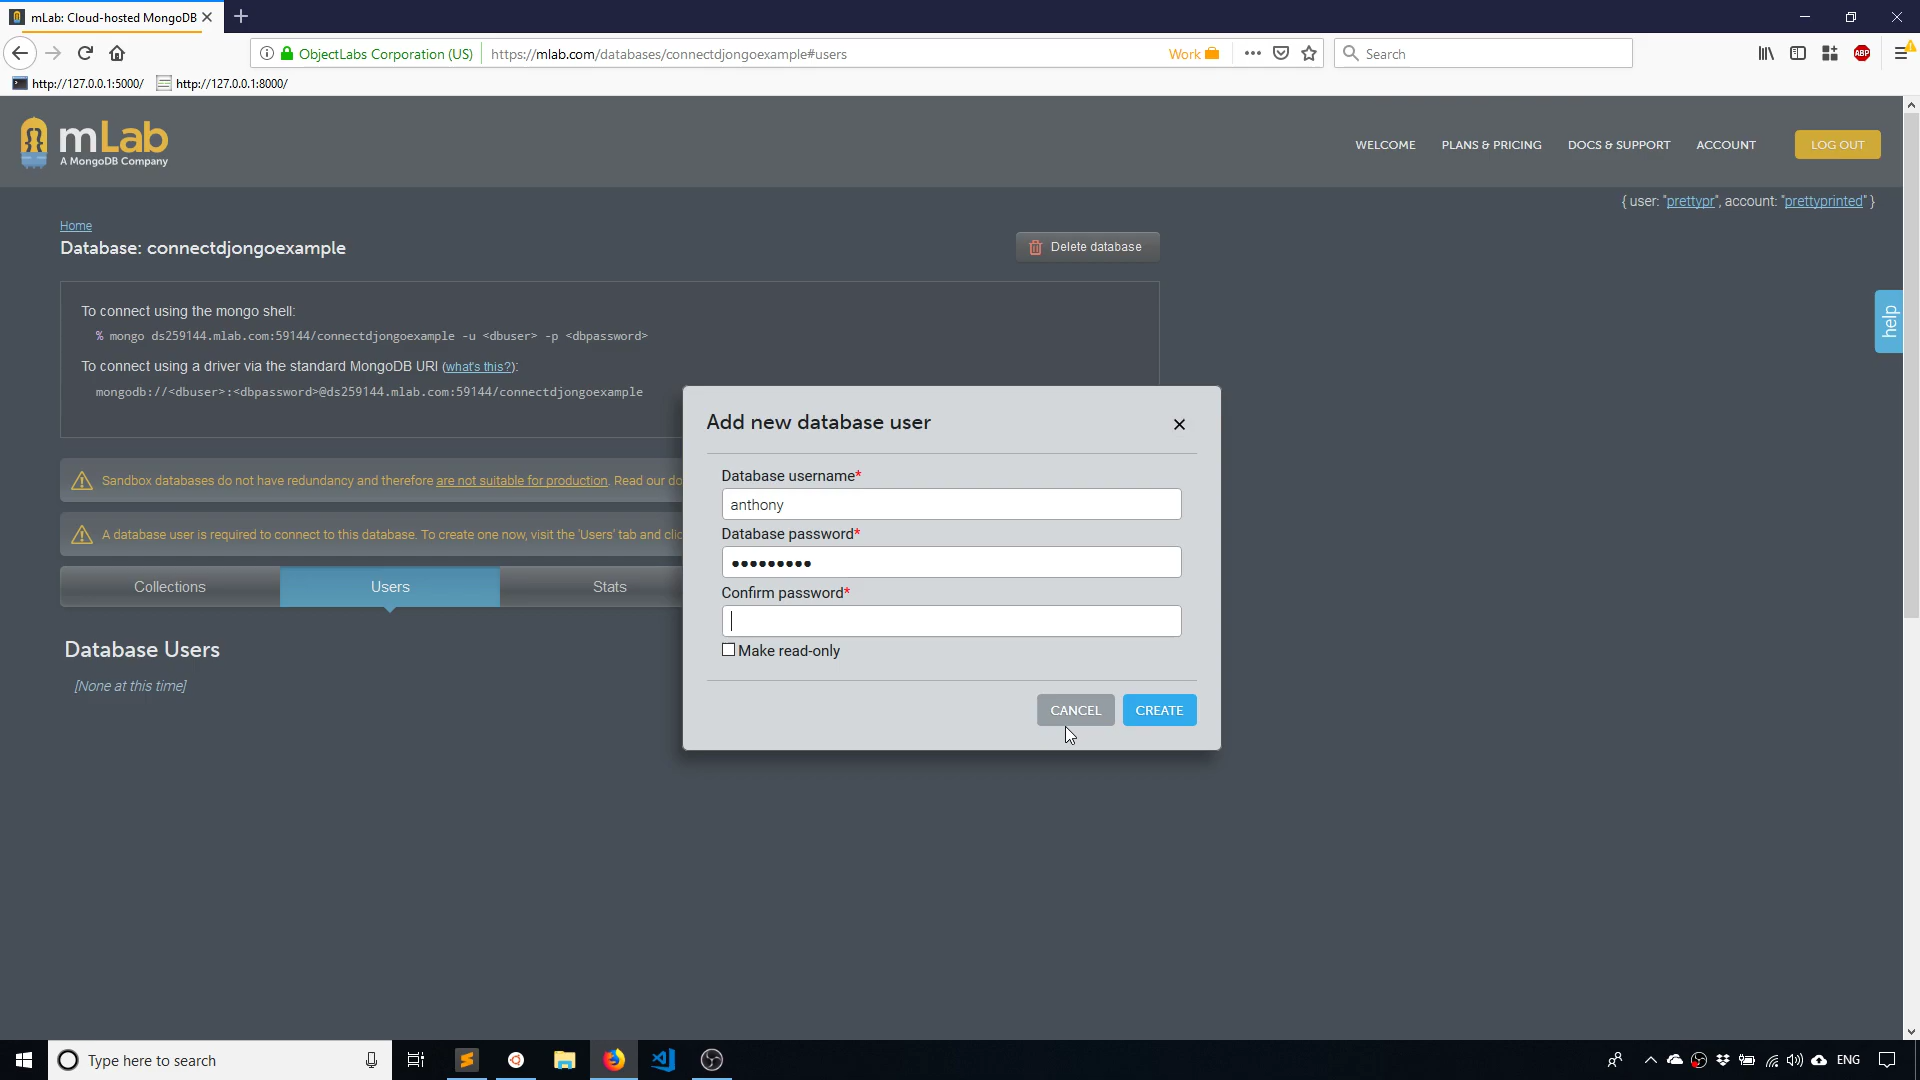 mLab: Cloud-hosted MongoDB
ObjectLabs Corporation (US)
https://mlab.com/databases/connectdjongoexample#users
Work
Search
ABP
http://127.0.0.1:5000/
http://127.0.0.1:8000/
mLab
A MongoDB Company
WELCOME
PLANS & PRICING
DOCS & SUPPORT
ACCOUNT
LOG OUT
{ user: "prettypr", account: "prettyprinted" }
Home
Database: connectdjongoexample
Delete database
To connect using the mongo shell:
% mongo ds259144.mlab.com:59144/connectdjongoexample -u <dbuser> -p <dbpassword>
To connect using a driver via the standard MongoDB URI (what's this?):
mongodb://<dbuser>:<dbpassword>@ds259144.mlab.com:59144/connectdjongoexample
help
Sandbox databases do not have redundancy and therefore are not suitable for production. Read our do
A database user is required to connect to this database. To create one now, visit the 'Users' tab and clic
Collections
Users
Stats
Database Users
[None at this time]
Add new database user
Database username*
anthony
Database password*
•••••••••
Confirm password*
Make read-only
CANCEL
CREATE
Type here to search
ENG